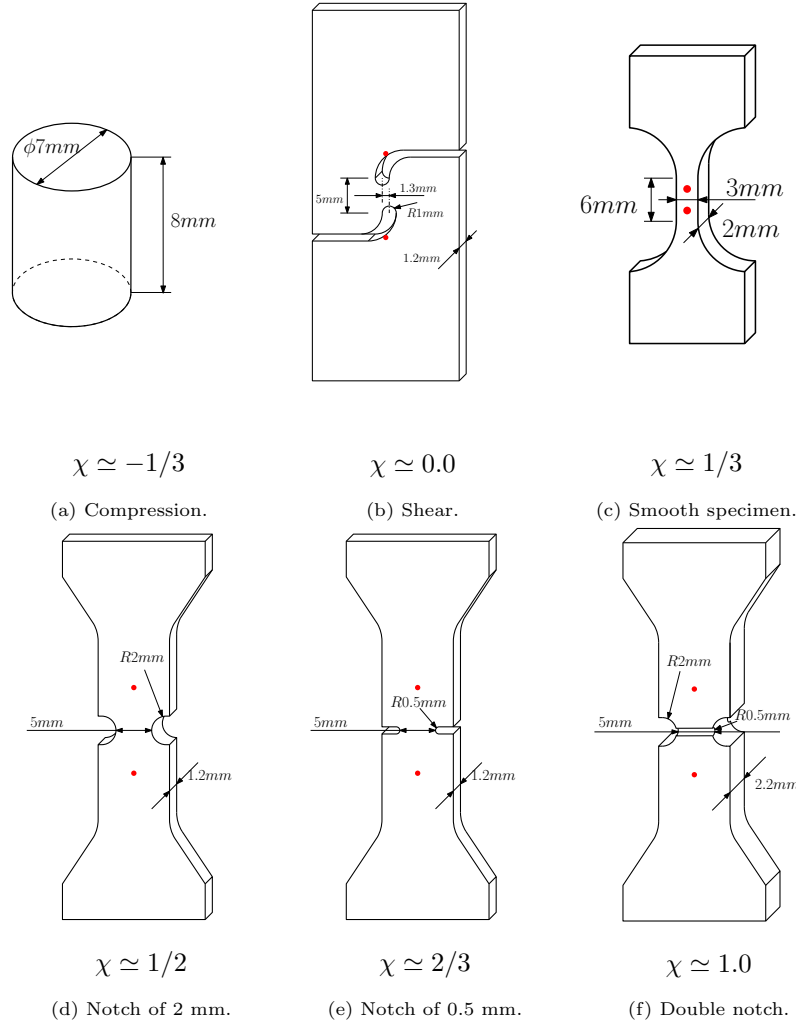 ϕ7mm
8mm
5mm
1.3mm
R1mm
1.2mm
6mm
3mm
2mm
χ ≃ −1/3
χ ≃ 0.0
χ ≃ 1/3
(a) Compression.
(b) Shear.
(c) Smooth specimen.
R2mm
5mm
1.2mm
R0.5mm
5mm
1.2mm
R2mm
R0.5mm
5mm
2.2mm
χ ≃ 1/2
χ ≃ 2/3
χ ≃ 1.0
(d) Notch of 2 mm.
(e) Notch of 0.5 mm.
(f) Double notch.